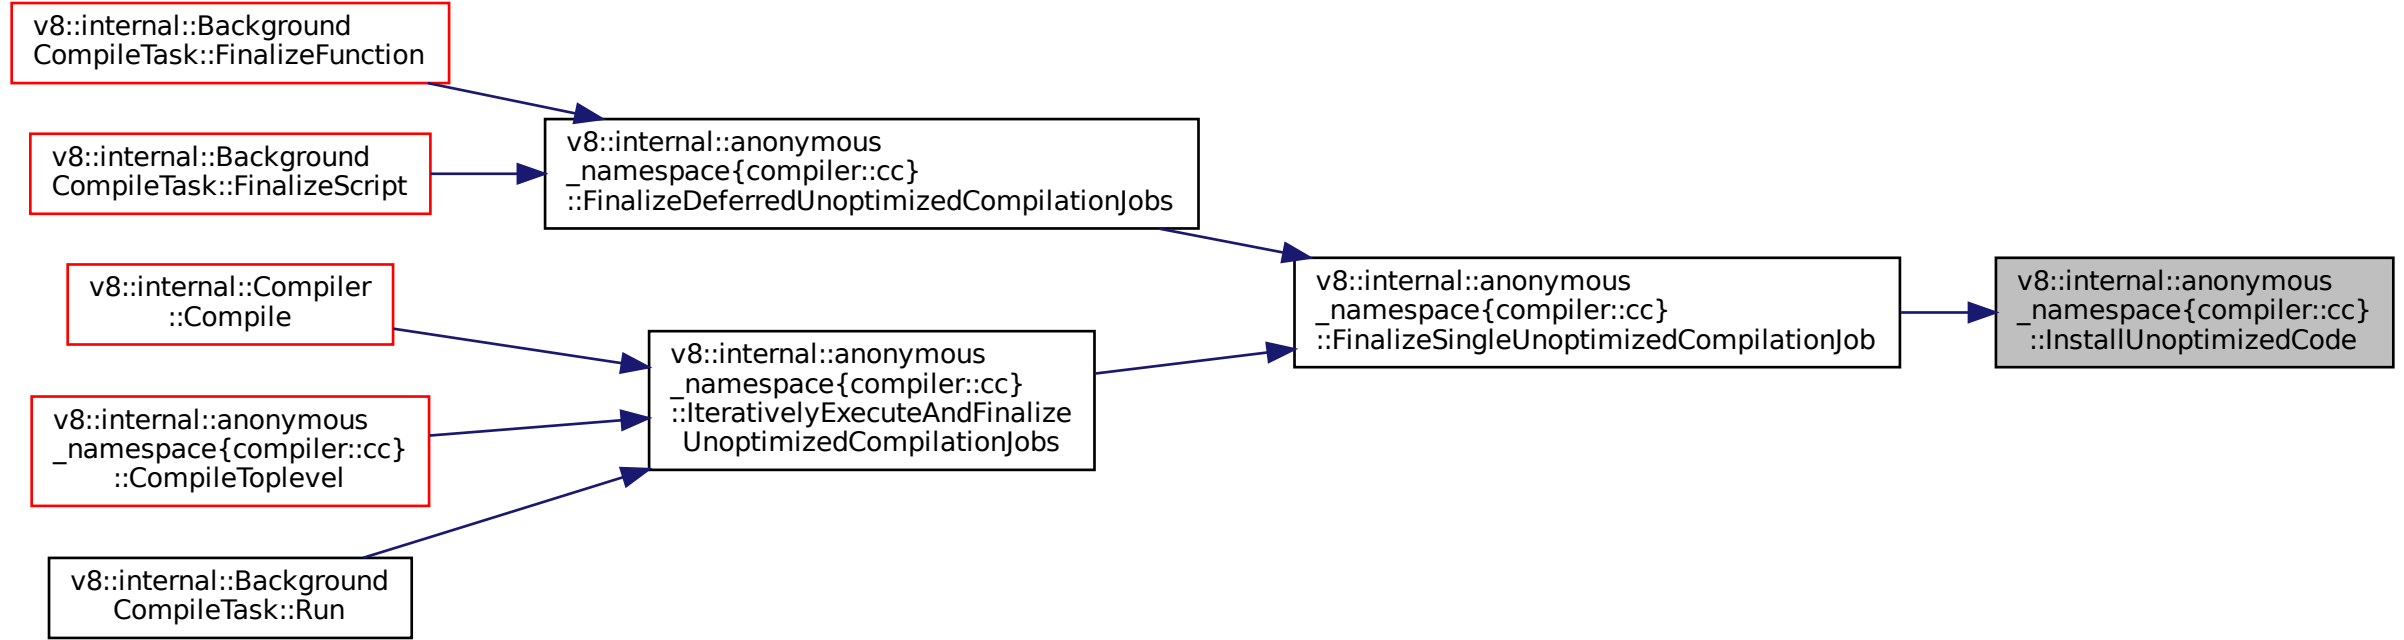 v8::internal::Background
CompileTask::FinalizeFunction
v8::internal::Background
CompileTask::FinalizeScript
v8::internal::Compiler
::Compile
v8::internal::anonymous
_namespace{compiler::cc}
::CompileToplevel
v8::internal::Background
CompileTask::Run
v8::internal::anonymous
_namespace{compiler::cc}
::FinalizeDeferredUnoptimizedCompilationJobs
v8::internal::anonymous
_namespace{compiler::cc}
::IterativelyExecuteAndFinalize
UnoptimizedCompilationJobs
v8::internal::anonymous
_namespace{compiler::cc}
::FinalizeSingleUnoptimizedCompilationJob
v8::internal::anonymous
_namespace{compiler::cc}
::InstallUnoptimizedCode